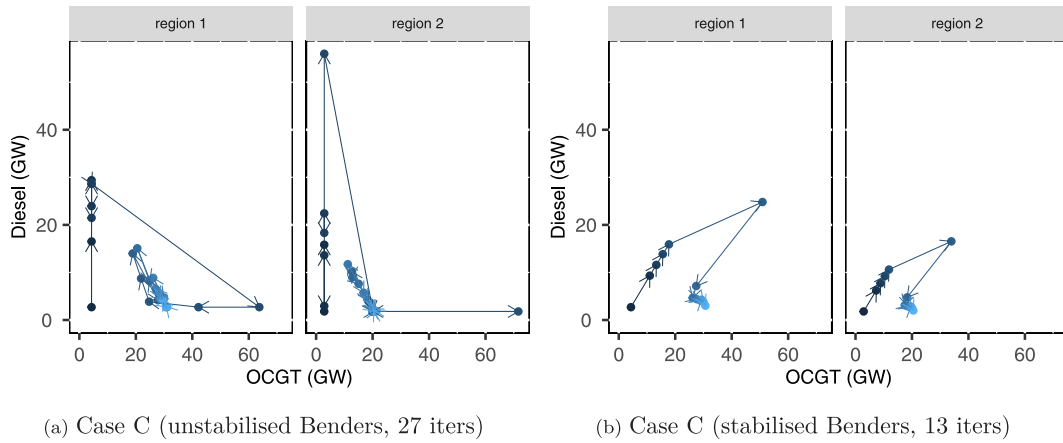 region 1
region 2
region 1
region 2
Diesel (GW)
40
20
0
Diesel (GW)
40
20
0
0 20 40 60
0 20 40 60
0 20 40 60
0 20 40 60
OCGT (GW)
OCGT (GW)
(a) Case C (unstabilised Benders, 27 iters)
(b) Case C (stabilised Benders, 13 iters)